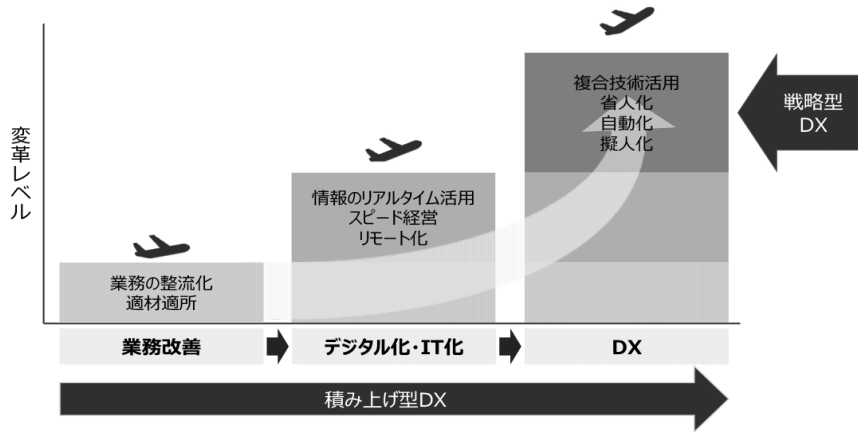 複合技術活用
省人化
自動化
擬人化
戦略型
DX
変革レベル
情報のリアルタイム活用
スピード経営
リモート化
業務の整流化
適材適所
業務改善
デジタル化・IT化
DX
積み上げ型DX